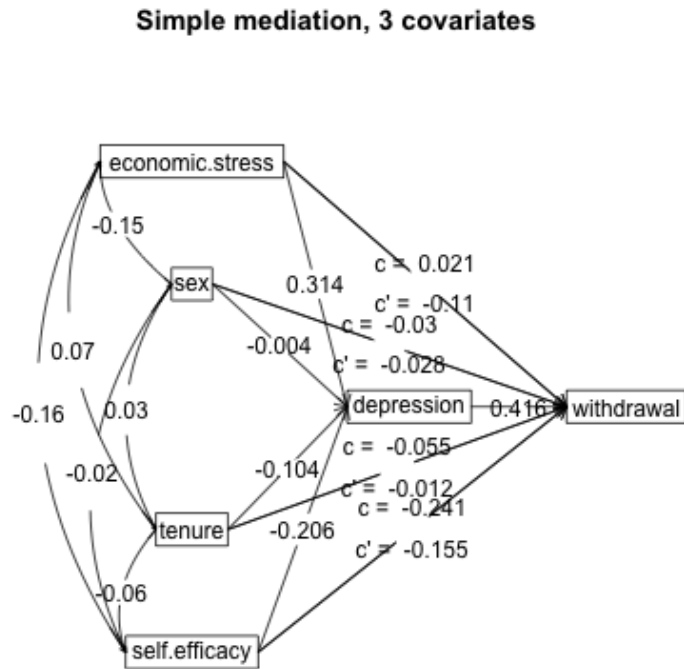 Simple mediation, 3 covariates
economic.stress
-0.15
c = 0.021
sex
0.314
c' = -0.11
c = -0.03
-0.004
0.07
c' = -0.028
depression
0.416
withdrawal
-0.16
0.03
c = -0.055
-0.02
-0.104
c' = -0.012
c = -0.241
tenure
-0.206
c' = -0.155
-0.06
self.efficacy